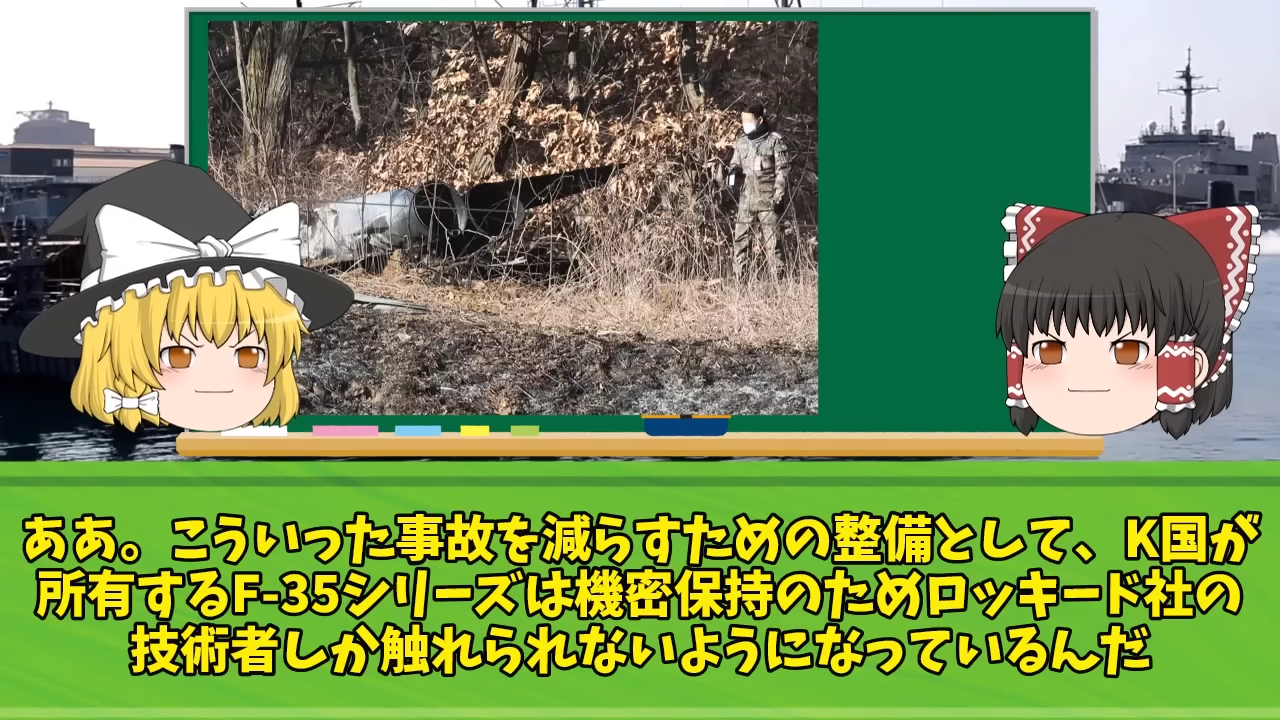 ああ。こういった事故を減らすための整備として、K国が
所有するF-35シリーズは機密保持のためロッキード社の
技術者しか触れられないようになっているんだ